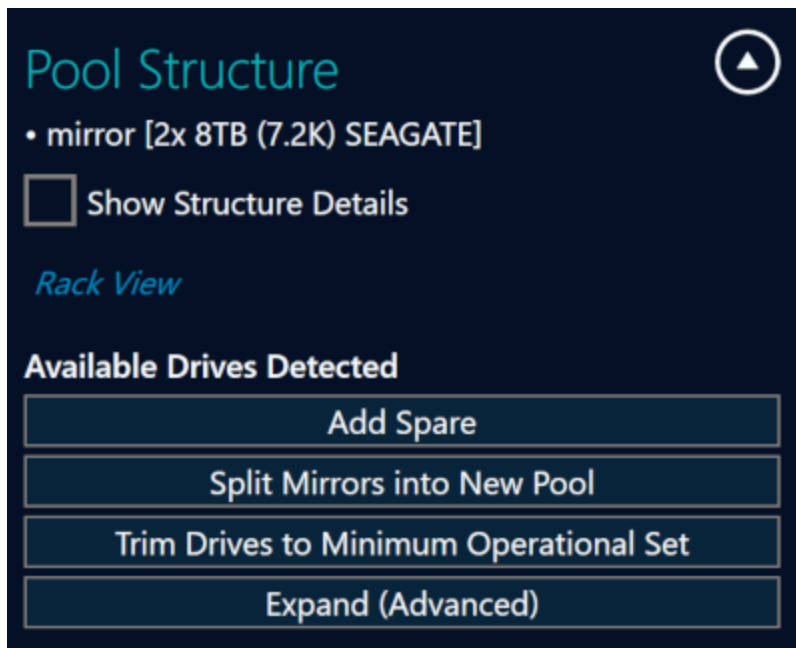 Pool Structure
• mirror [2x 8TB (7.2K) SEAGATE]
Show Structure Details
Rack View
Available Drives Detected
Add Spare
Split Mirrors into New Pool
Trim Drives to Minimum Operational Set
Expand (Advanced)